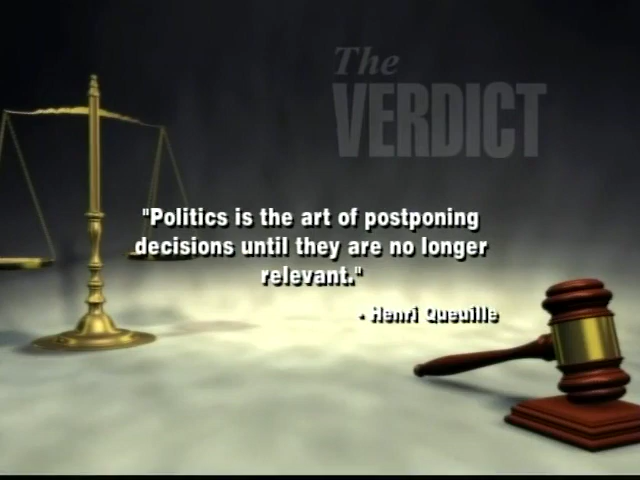 The
VERDICT
"Politics is the art of postponing
decisions until they are no longer
relevant."
- Henri Queuille